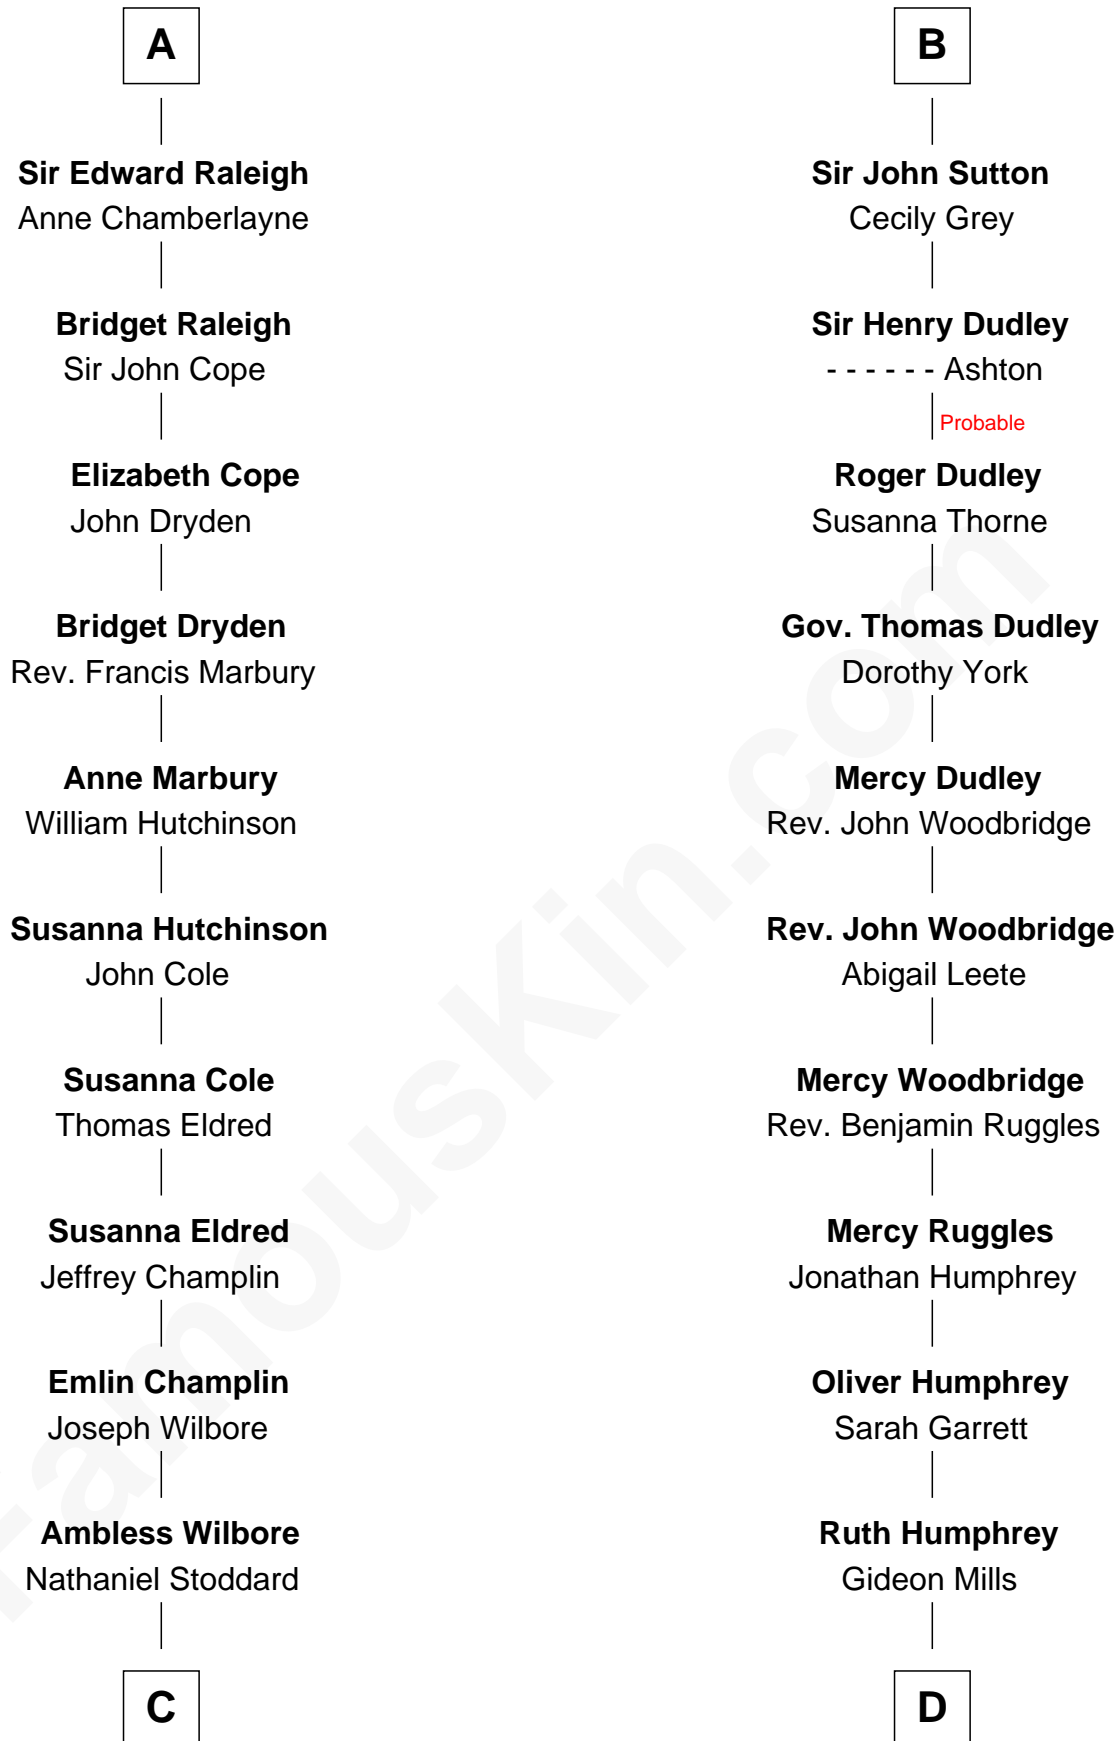 A
Sir Edward Raleigh
Anne Chamberlayne
Bridget Raleigh
Sir John Cope
Elizabeth Cope
John Dryden
Bridget Dryden
Rev. Francis Marbury
Anne Marbury
William Hutchinson
Susanna Hutchinson
John Cole
Susanna Cole
Thomas Eldred
Susanna Eldred
Jeffrey Champlin
Emlin Champlin
Joseph Wilbore
Ambless Wilbore
Nathaniel Stoddard
C
B
Sir John Sutton
Cecily Grey
Sir Henry Dudley
- - - - - - Ashton
Probable
Roger Dudley
Susanna Thorne
Gov. Thomas Dudley
Dorothy York
Mercy Dudley
Rev. John Woodbridge
Rev. John Woodbridge
Abigail Leete
Mercy Woodbridge
Rev. Benjamin Ruggles
Mercy Ruggles
Jonathan Humphrey
Oliver Humphrey
Sarah Garrett
Ruth Humphrey
Gideon Mills
D
FamousKin.com